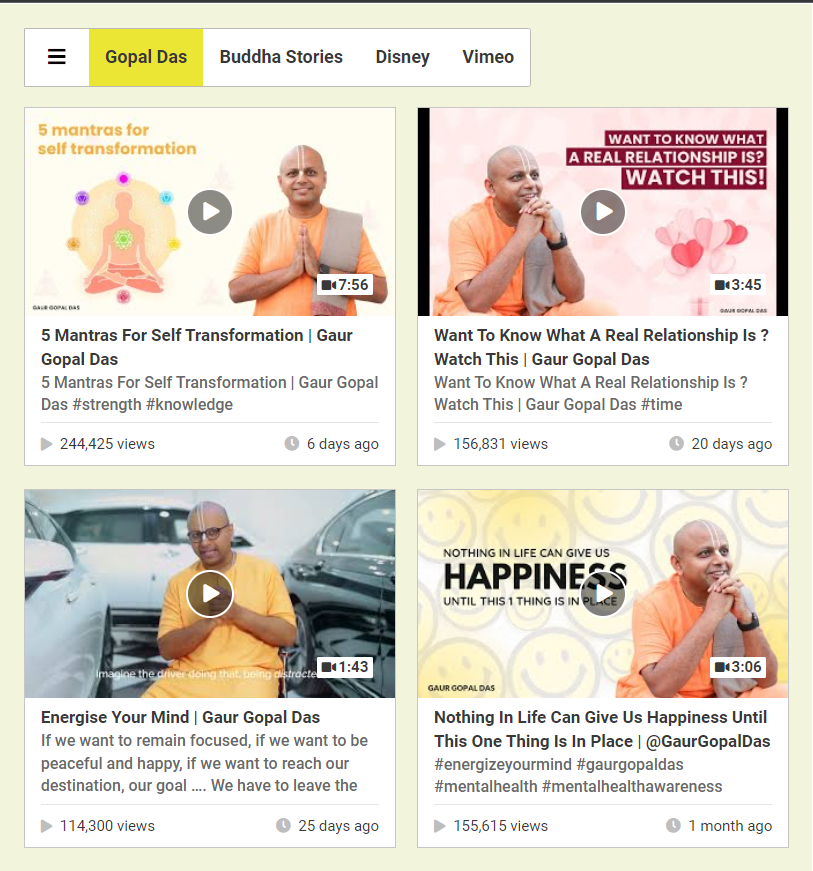 Gopal Das Buddha Stories Disney Vimeo
5 mantras for
self transformation
7:56
GAUR GOPAL DAS
5 Mantras For Self Transformation | Gaur
Gopal Das
5 Mantras For Self Transformation | Gaur Gopal
Das #strength #knowledge
244,425 views 6 days ago
WANT TO KNOW WHAT
A REAL RELATIONSHIP IS?
WATCH THIS!
3:45
GAUR GOPAL DAS
Want To Know What A Real Relationship Is ?
Watch This | Gaur Gopal Das
Want To Know What A Real Relationship Is ?
Watch This | Gaur Gopal Das #time
156,831 views 20 days ago
Imagine the driver doing that, being distracte
1:43
Energise Your Mind | Gaur Gopal Das
If we want to remain focused, if we want to be
peaceful and happy, if we want to reach our
destination, our goal .... We have to leave the
114,300 views 25 days ago
NOTHING IN LIFE CAN GIVE US
HAPPINESS
UNTIL THIS 1 THING IS IN PLACE
3:06
GAUR GOPAL DAS
Nothing In Life Can Give Us Happiness Until
This One Thing Is In Place | @GaurGopalDas
#energizeyourmind #gaurgopaldas
#mentalhealth #mentalhealthawareness
155,615 views 1 month ago